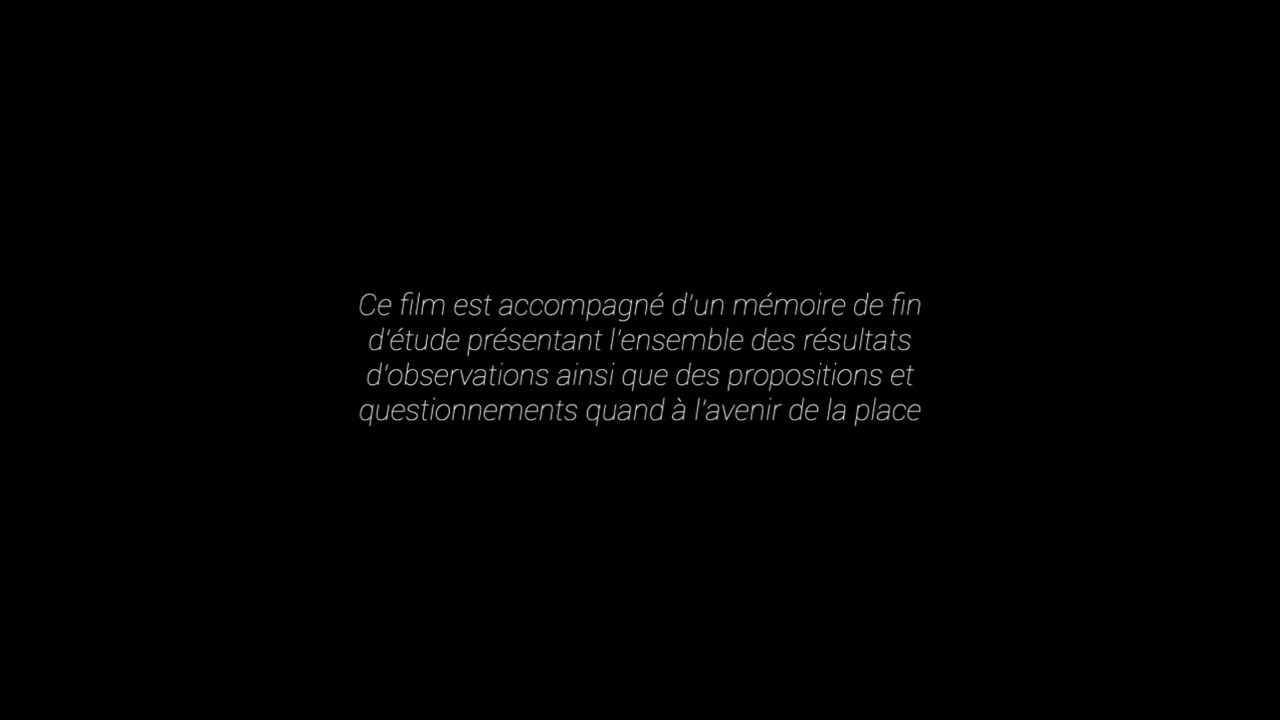 Ce film est accompagné d'un mémoire de fin
d'étude présentant l'ensemble des résultats
d'observations ainsi que des propositions et
questionnements quand à l'avenir de la place